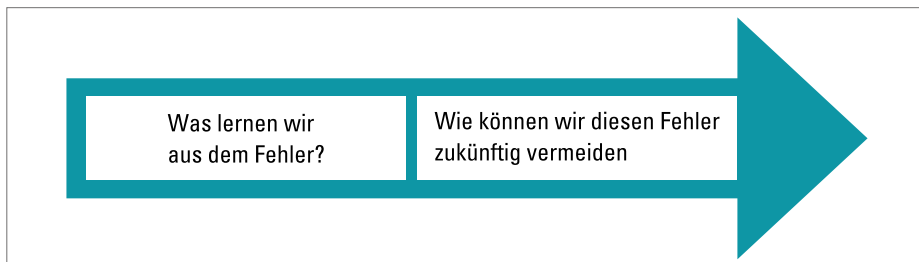 Was lernen wir
aus dem Fehler?
Wie können wir diesen Fehler
zukünftig vermeiden